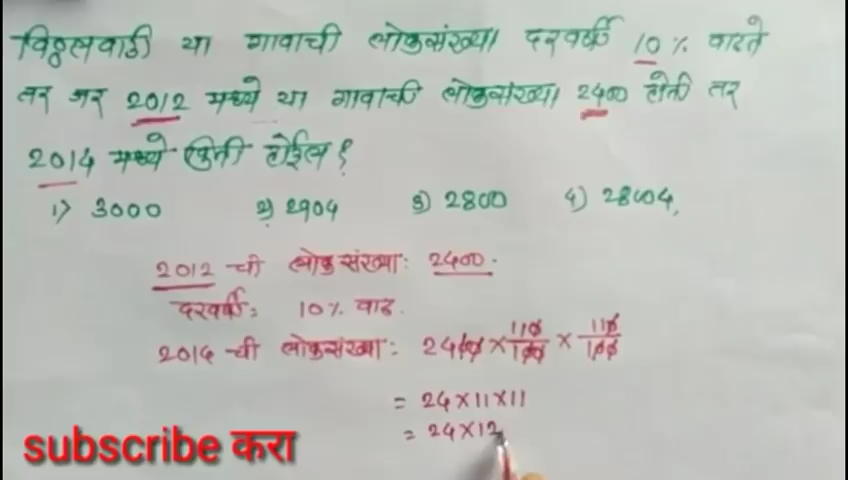 विठ्ठलवाडी या गावाची लोकसंख्या दरवर्षी 10% वाढते
तर जर 2012 मध्ये या गावाची लोकसंख्या 2400 होती तर
2014 मध्ये किती होईल ?
1) 3000 2) 2904 3) 2800 4) 28004.
2012 ची लोकसंख्या: 2400.
दरवर्षी: 10% वाढ.
2014 ची लोकसंख्या: 2400 × 110/100 × 110/100
= 24 × 11 × 11
= 24 × 12
subscribe करा